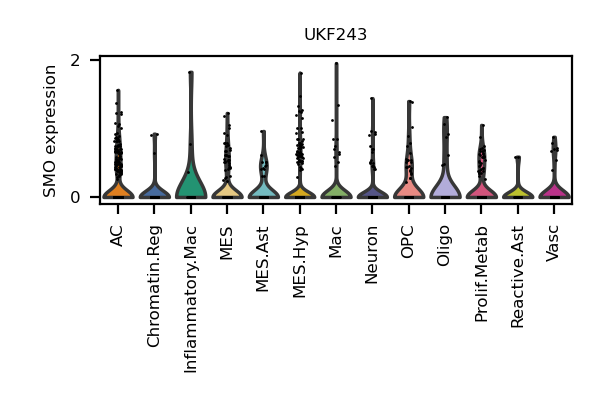 UKF243
SMO expression
2
0
AC
Chromatin.Reg
Inflammatory.Mac
MES
MES.Ast
MES.Hyp
Mac
Neuron
OPC
Oligo
Prolif.Metab
Reactive.Ast
Vasc